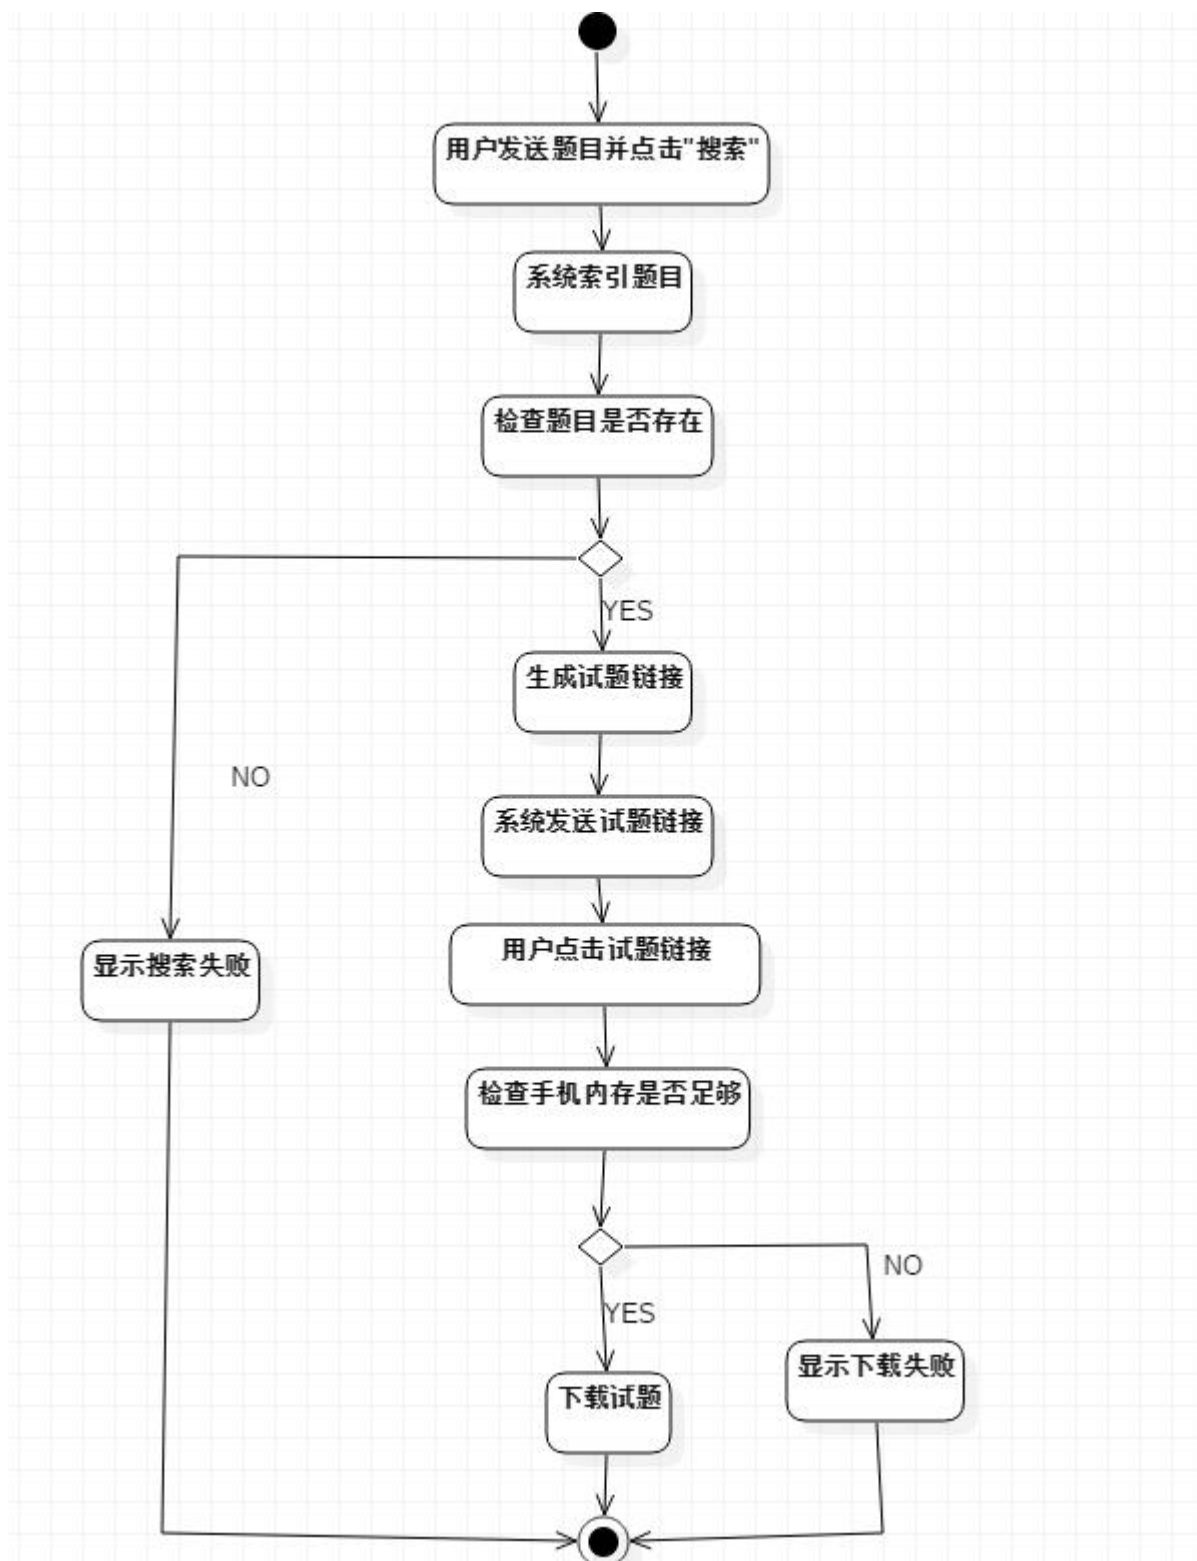 用户发送题目并点击"搜索"
系统索引题目
检查题目是否存在
YES
生成试题链接
NO
系统发送试题链接
用户点击试题链接
显示搜索失败
检查手机内存是否足够
NO
YES
显示下载失败
下载试题